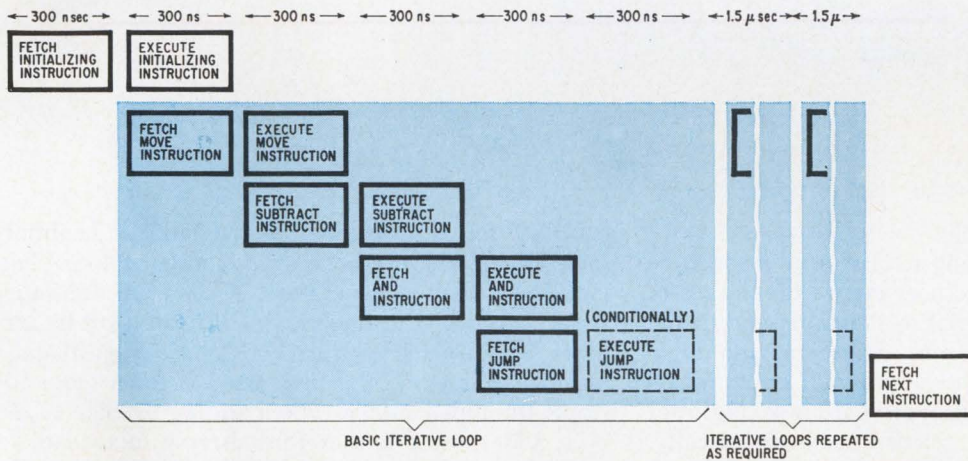 300 nsec 300 ns 300 ns 300 ns 300 ns 300 ns 1.5 μ sec 1.5 μ
FETCH
INITIALIZING
INSTRUCTION
EXECUTE
INITIALIZING
INSTRUCTION
FETCH
MOVE
INSTRUCTION
EXECUTE
MOVE
INSTRUCTION
FETCH
SUBTRACT
INSTRUCTION
EXECUTE
SUBTRACT
INSTRUCTION
FETCH
AND
INSTRUCTION
EXECUTE
AND
INSTRUCTION
(CONDITIONALLY)
FETCH
JUMP
INSTRUCTION
EXECUTE
JUMP
INSTRUCTION
FETCH
NEXT
INSTRUCTION
BASIC ITERATIVE LOOP
ITERATIVE LOOPS REPEATED
AS REQUIRED